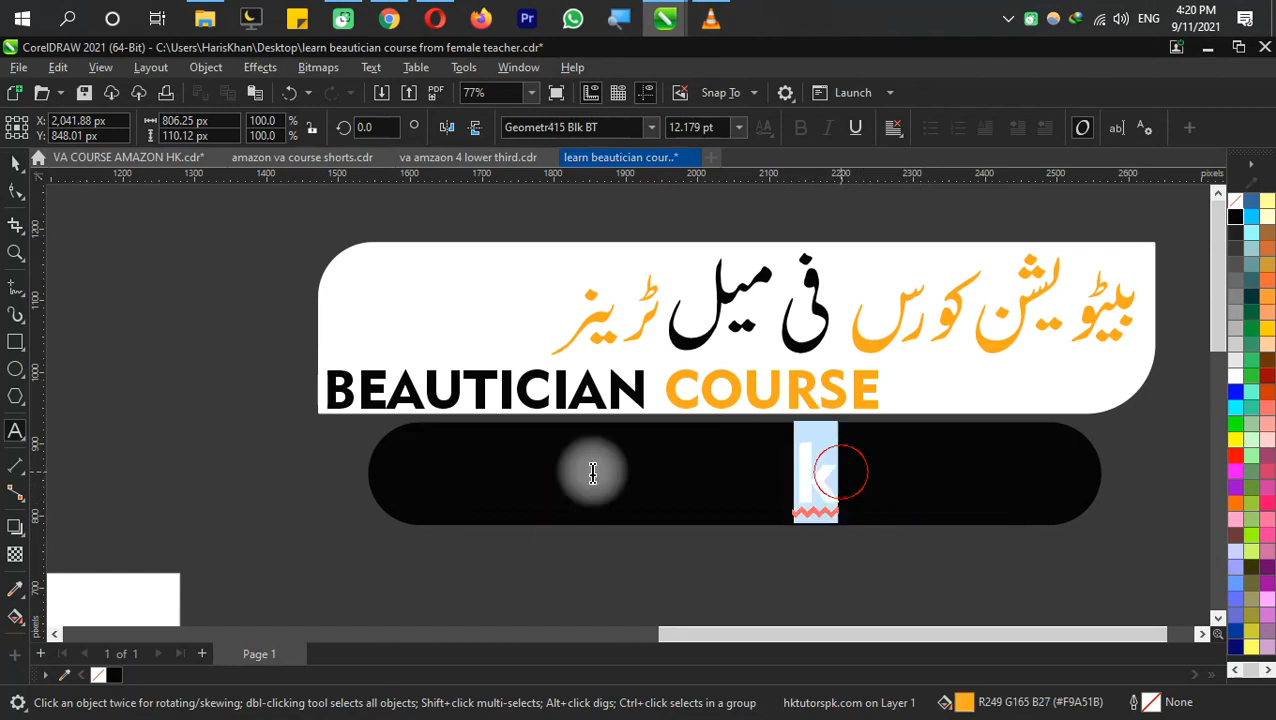 4:20 PM
ENG
9/11/2021
CorelDRAW 2021 (64-Bit) - C:\Users\HarisKhan\Desktop\learn beautician course from female teacher.cdr*
File Edit View Layout Object Effects Bitmaps Text Table Tools Window Help
77% Snap To Launch
X: 2,041.88 px 806.25 px 100.0 % 0.0 Geometr415 Blk BT 12.179 pt
Y: 848.01 px 110.12 px 100.0 %
VA COURSE AMAZON HK.cdr* amazon va course shorts.cdr va amzaon 4 lower third.cdr learn beautician cour..*
1200 1300 1400 1500 1600 1700 1800 1900 2000 2100 2200 2300 2400 2500 2600 pixels
بیٹویشن کورس فی میل ٹرینر
BEAUTICIAN COURSE
k
1 of 1 Page 1
Click an object twice for rotating/skewing; dbl-clicking tool selects all objects; Shift+click multi-selects; Alt+click digs; Ctrl+click selects in a group hktutorspk.com on Layer 1 R249 G165 B27 (#F9A51B) None